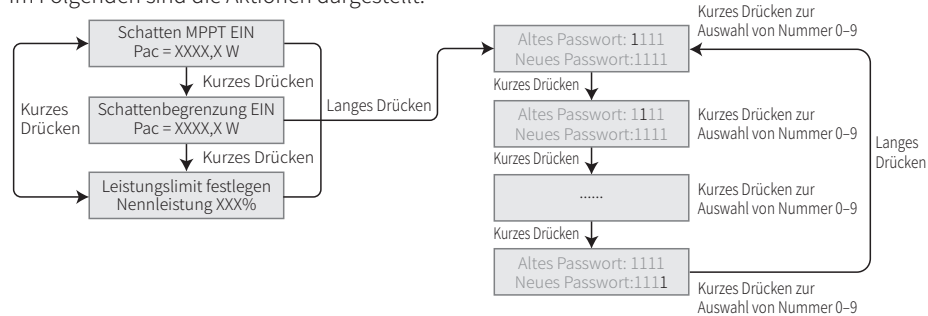 Im Folgenden sind die Aktionen dargestellt.
Schatten MPPT EIN
Pac = XXXX,X W
Kurzes Drücken
Kurzes
Drücken
Schattenbegrenzung EIN
Pac = XXXX,X W
Kurzes Drücken
Leistungslimit festlegen
Nennleistung XXX%
Langes Drücken
Altes Passwort: 1111
Neues Passwort:1111
Kurzes Drücken zur
Auswahl von Nummer 0–9
Kurzes Drücken
Altes Passwort: 1111
Neues Passwort:1111
Kurzes Drücken zur
Auswahl von Nummer 0–9
Kurzes Drücken
......
Kurzes Drücken zur
Auswahl von Nummer 0–9
Kurzes Drücken
Altes Passwort: 1111
Neues Passwort:1111
Kurzes Drücken zur
Auswahl von Nummer 0–9
Langes
Drücken